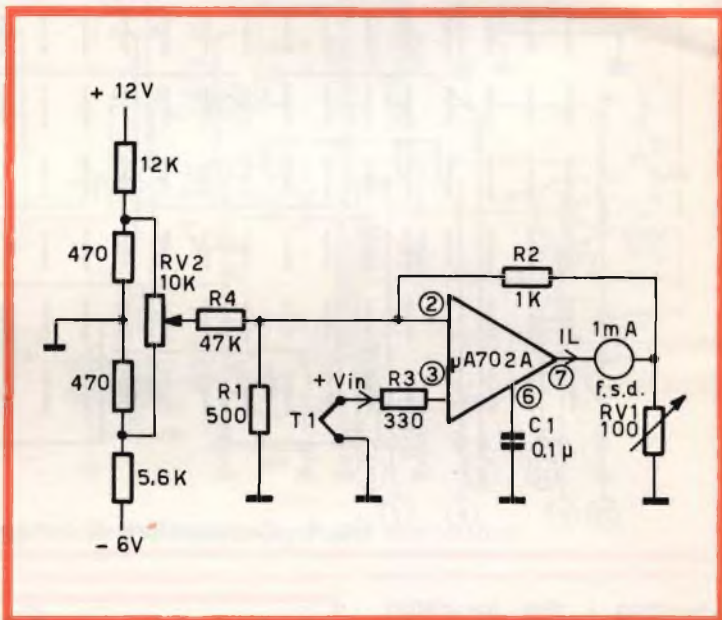 + 12V
12K
470
RV2
10K
R4
47K
R1
500
470
5.6K
- 6V
R2
1K
2
μA702A
3
+ Vin
R3
330
T1
6
C1
0.1μ
7
IL
1mA
f.s.d.
RV1
100